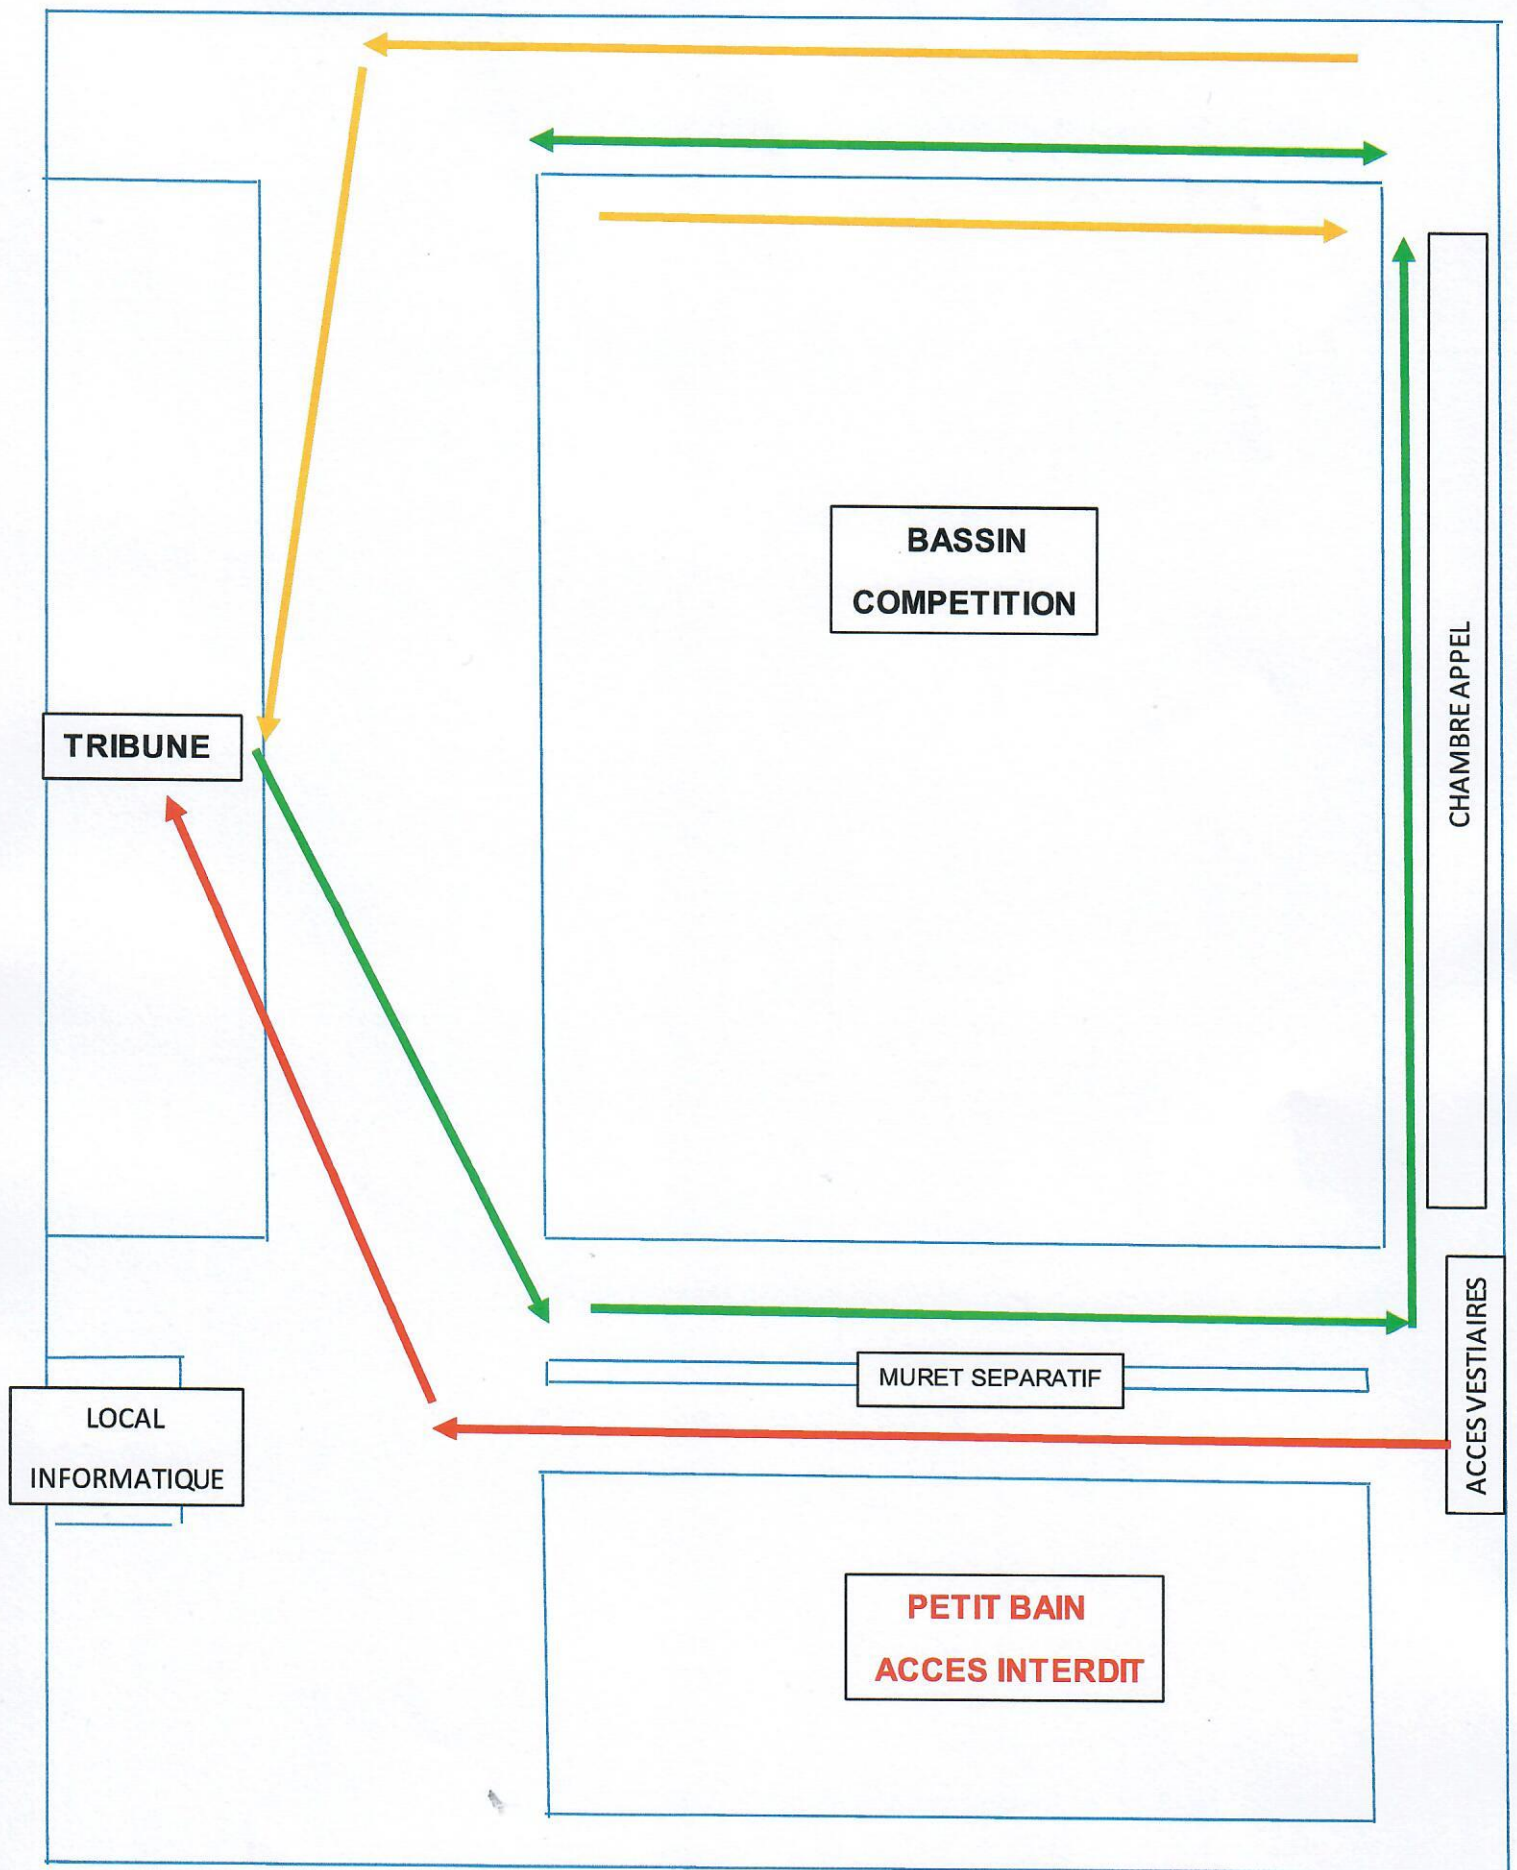 BASSIN
COMPETITION
CHAMBRE APPEL
TRIBUNE
MURET SEPARATIF
ACCES VESTIAIRES
LOCAL
INFORMATIQUE
PETIT BAIN
ACCES INTERDIT